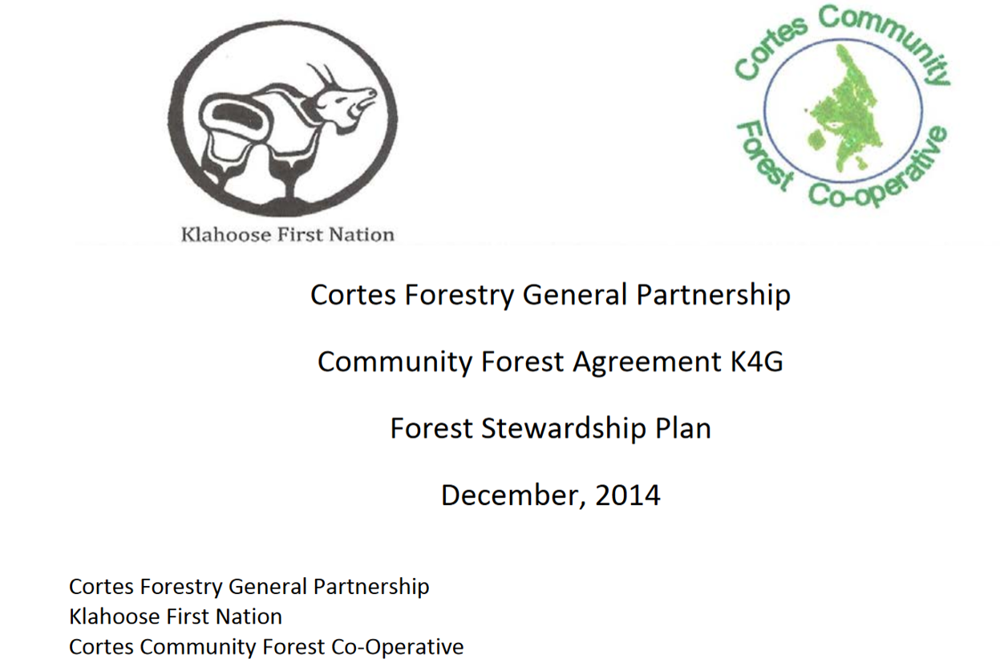 Cortes Community
Forest Co-operative
Klahoose First Nation
Cortes Forestry General Partnership
Community Forest Agreement K4G
Forest Stewardship Plan
December, 2014
Cortes Forestry General Partnership
Klahoose First Nation
Cortes Community Forest Co-Operative